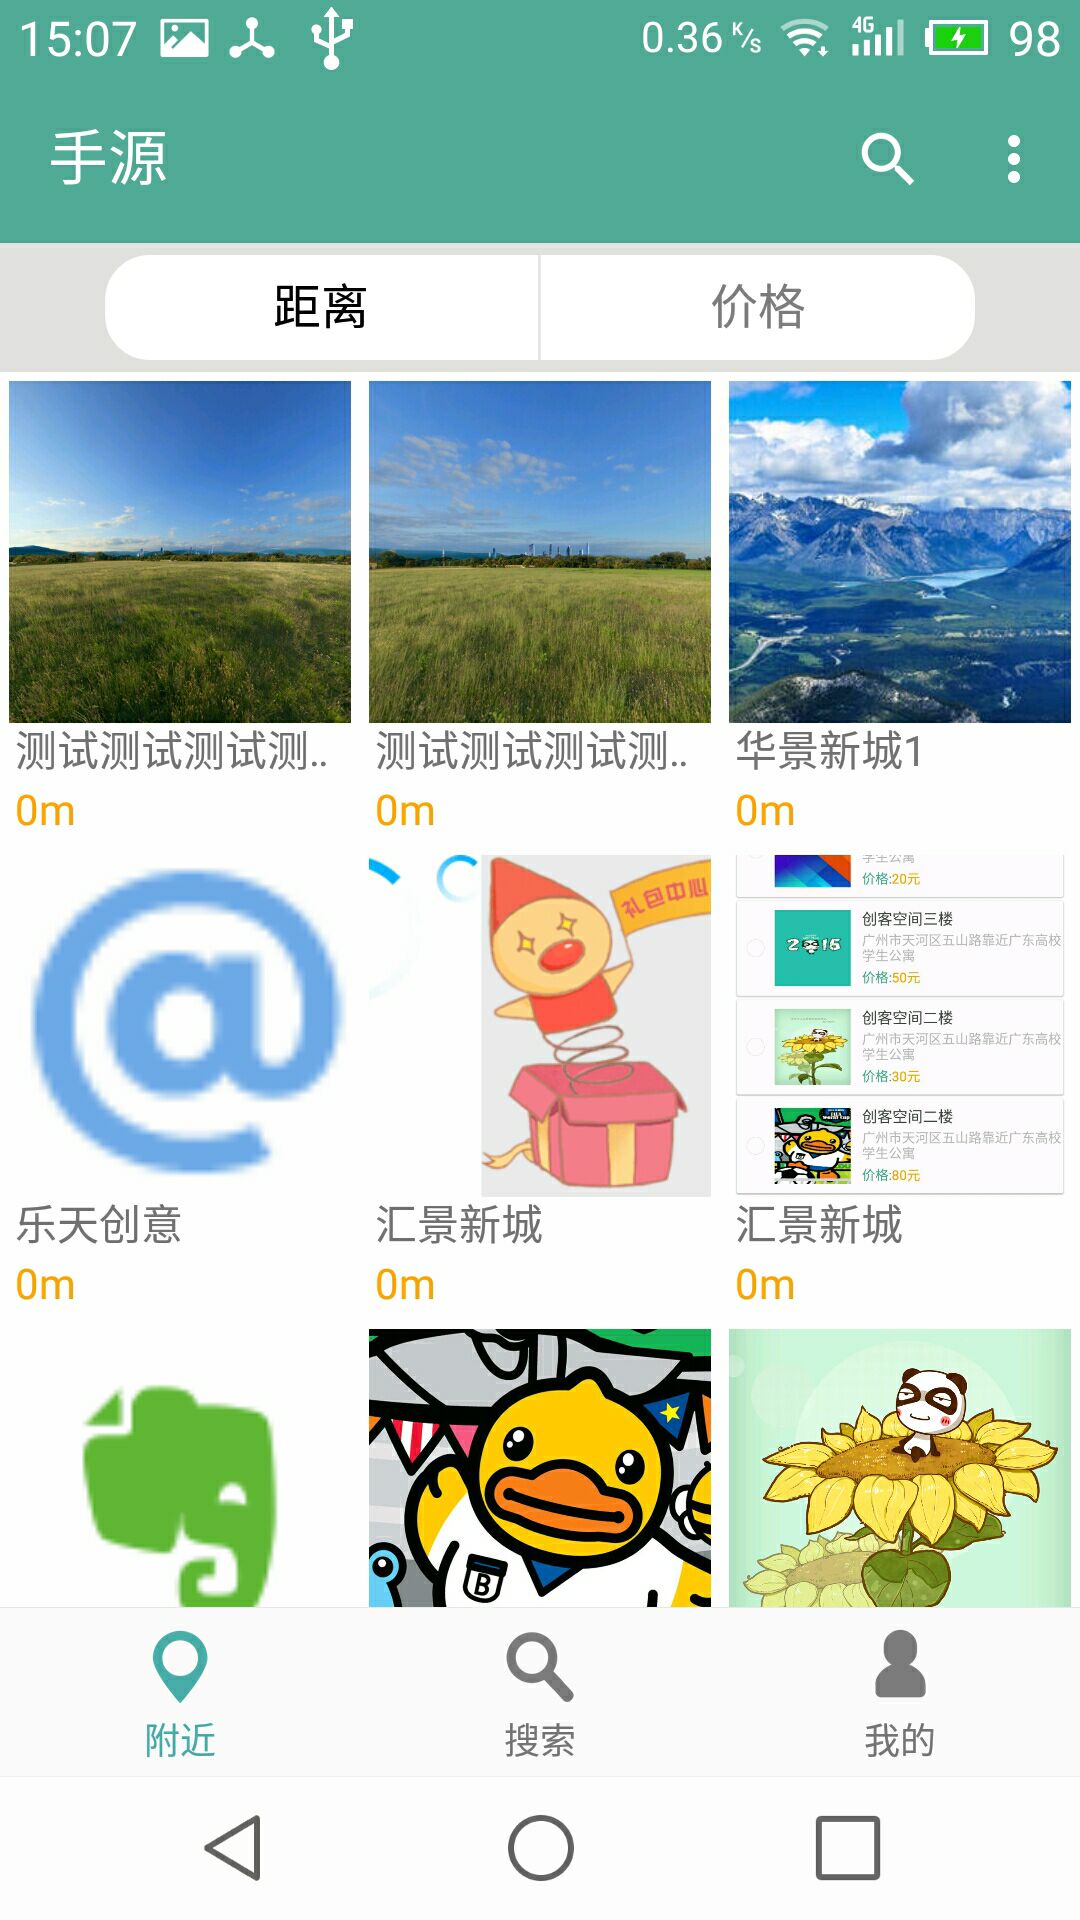 15:07 0.36 K/s 4G 98
手源
距离 价格
测试测试测试测..
0m
测试测试测试测..
0m
华景新城1
0m
@
乐天创意
0m
礼包中心
汇景新城
0m
学生公寓
价格:20元
2015
创客空间三楼
广州市天河区五山路靠近广东高校
学生公寓
价格:50元
创客空间二楼
广州市天河区五山路靠近广东高校
学生公寓
价格:30元
创客空间二楼
广州市天河区五山路靠近广东高校
学生公寓
价格:80元
汇景新城
0m
B
附近 搜索 我的